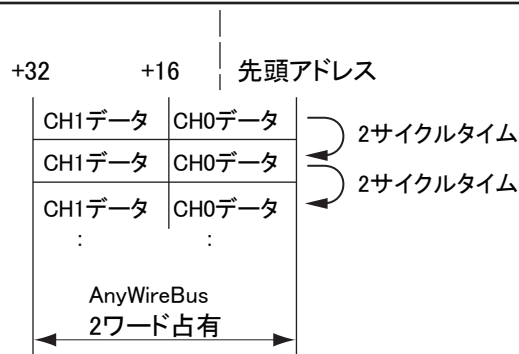 +32 +16 先頭アドレス
CH1データ CH0データ
2サイクルタイム
CH1データ CH0データ
2サイクルタイム
CH1データ CH0データ
: :
AnyWireBus
2ワード占有